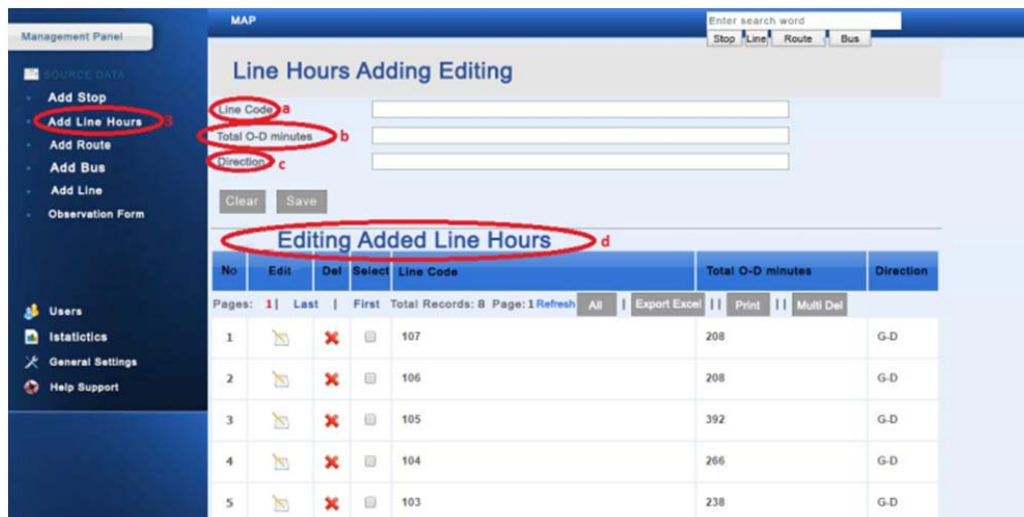 MAP
Enter search word
Stop Line Route Bus
Management Panel
SOURCE DATA
Add Stop
Add Line Hours 3
Add Route
Add Bus
Add Line
Observation Form
Users
Istatictics
General Settings
Help Support
Line Hours Adding Editing
Line Code a
Total O-D minutes b
Direction c
Clear Save
Editing Added Line Hours d
No Edit Del Select Line Code Total O-D minutes Direction
Pages: 1| Last | First Total Records: 8 Page:1 Refresh All | Export Excel || Print || Multi Del
1 107 208 G-D
2 106 208 G-D
3 105 392 G-D
4 104 266 G-D
5 103 238 G-D